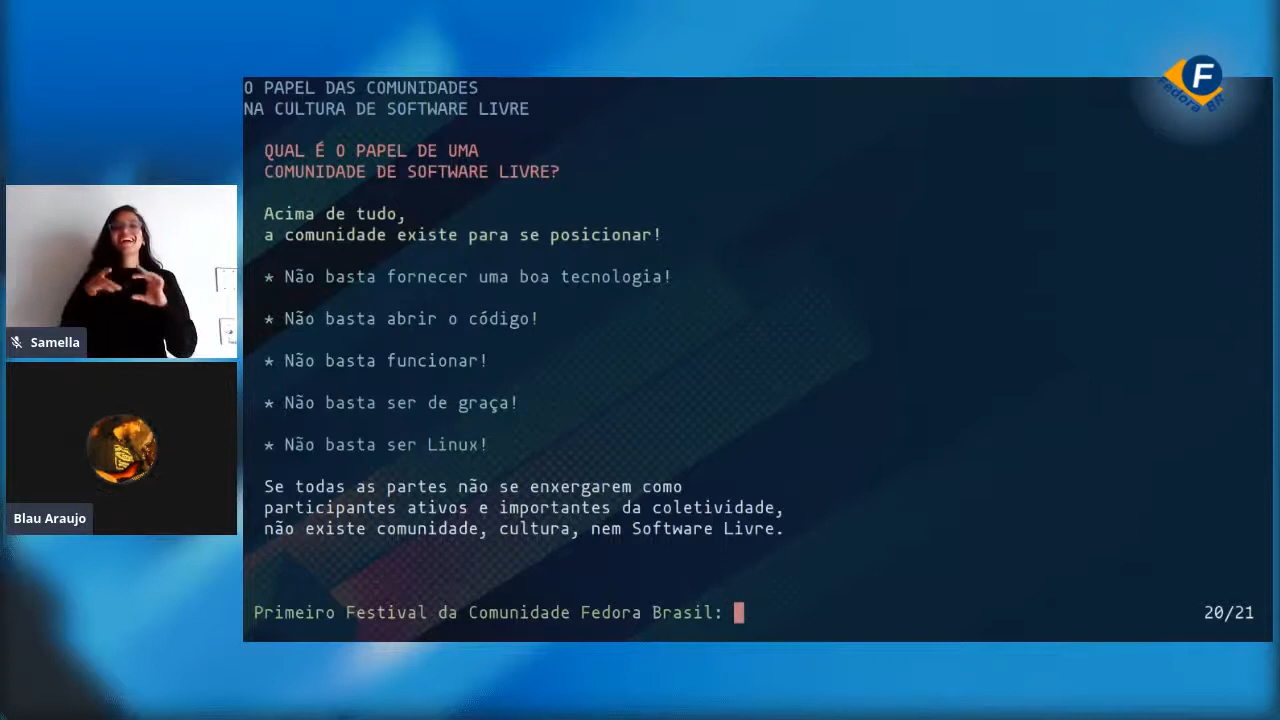 O PAPEL DAS COMUNIDADES
NA CULTURA DE SOFTWARE LIVRE
QUAL É O PAPEL DE UMA
COMUNIDADE DE SOFTWARE LIVRE?
Acima de tudo,
a comunidade existe para se posicionar!
* Não basta fornecer uma boa tecnologia!
* Não basta abrir o código!
* Não basta funcionar!
* Não basta ser de graça!
* Não basta ser Linux!
Se todas as partes não se enxergarem como
participantes ativos e importantes da coletividade,
não existe comunidade, cultura, nem Software Livre.
Primeiro Festival da Comunidade Fedora Brasil:
20/21
Samella
Blau Araujo
F
Fedora BR